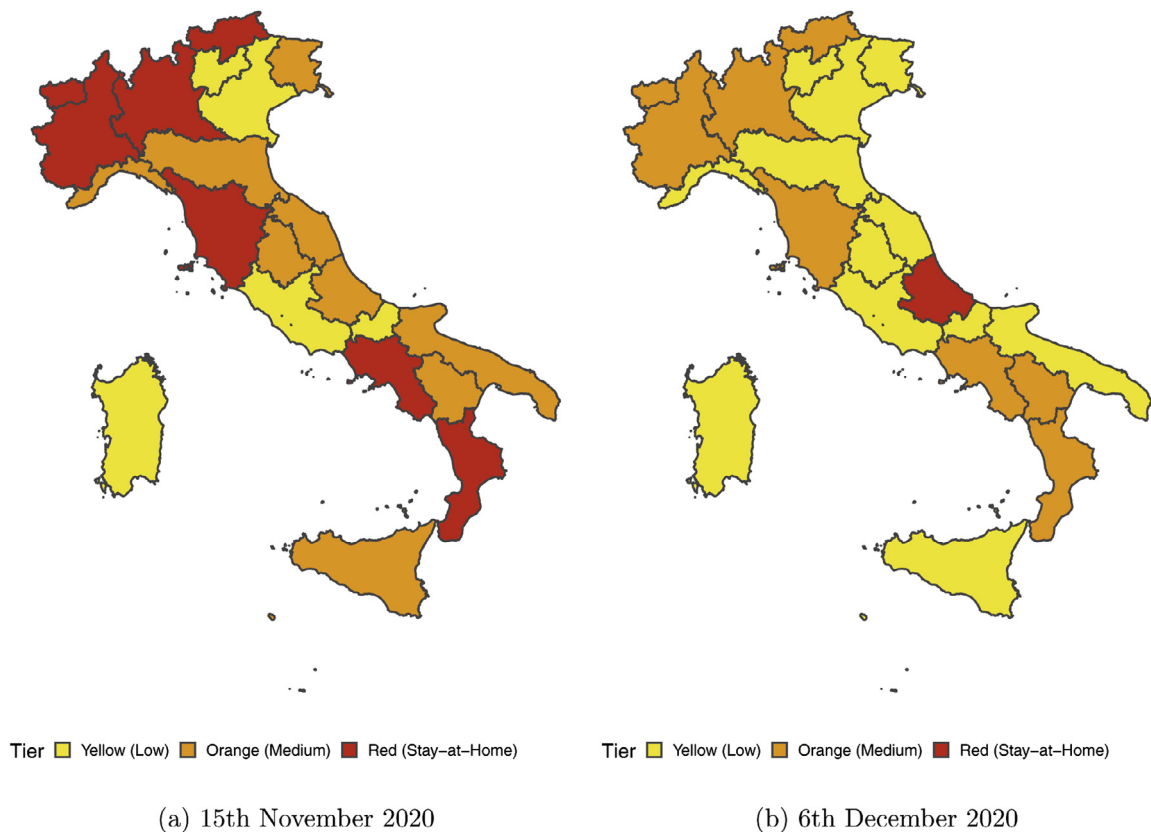 Tier Yellow (Low) Orange (Medium) Red (Stay−at−Home)
Tier Yellow (Low) Orange (Medium) Red (Stay−at−Home)
(a) 15th November 2020
(b) 6th December 2020